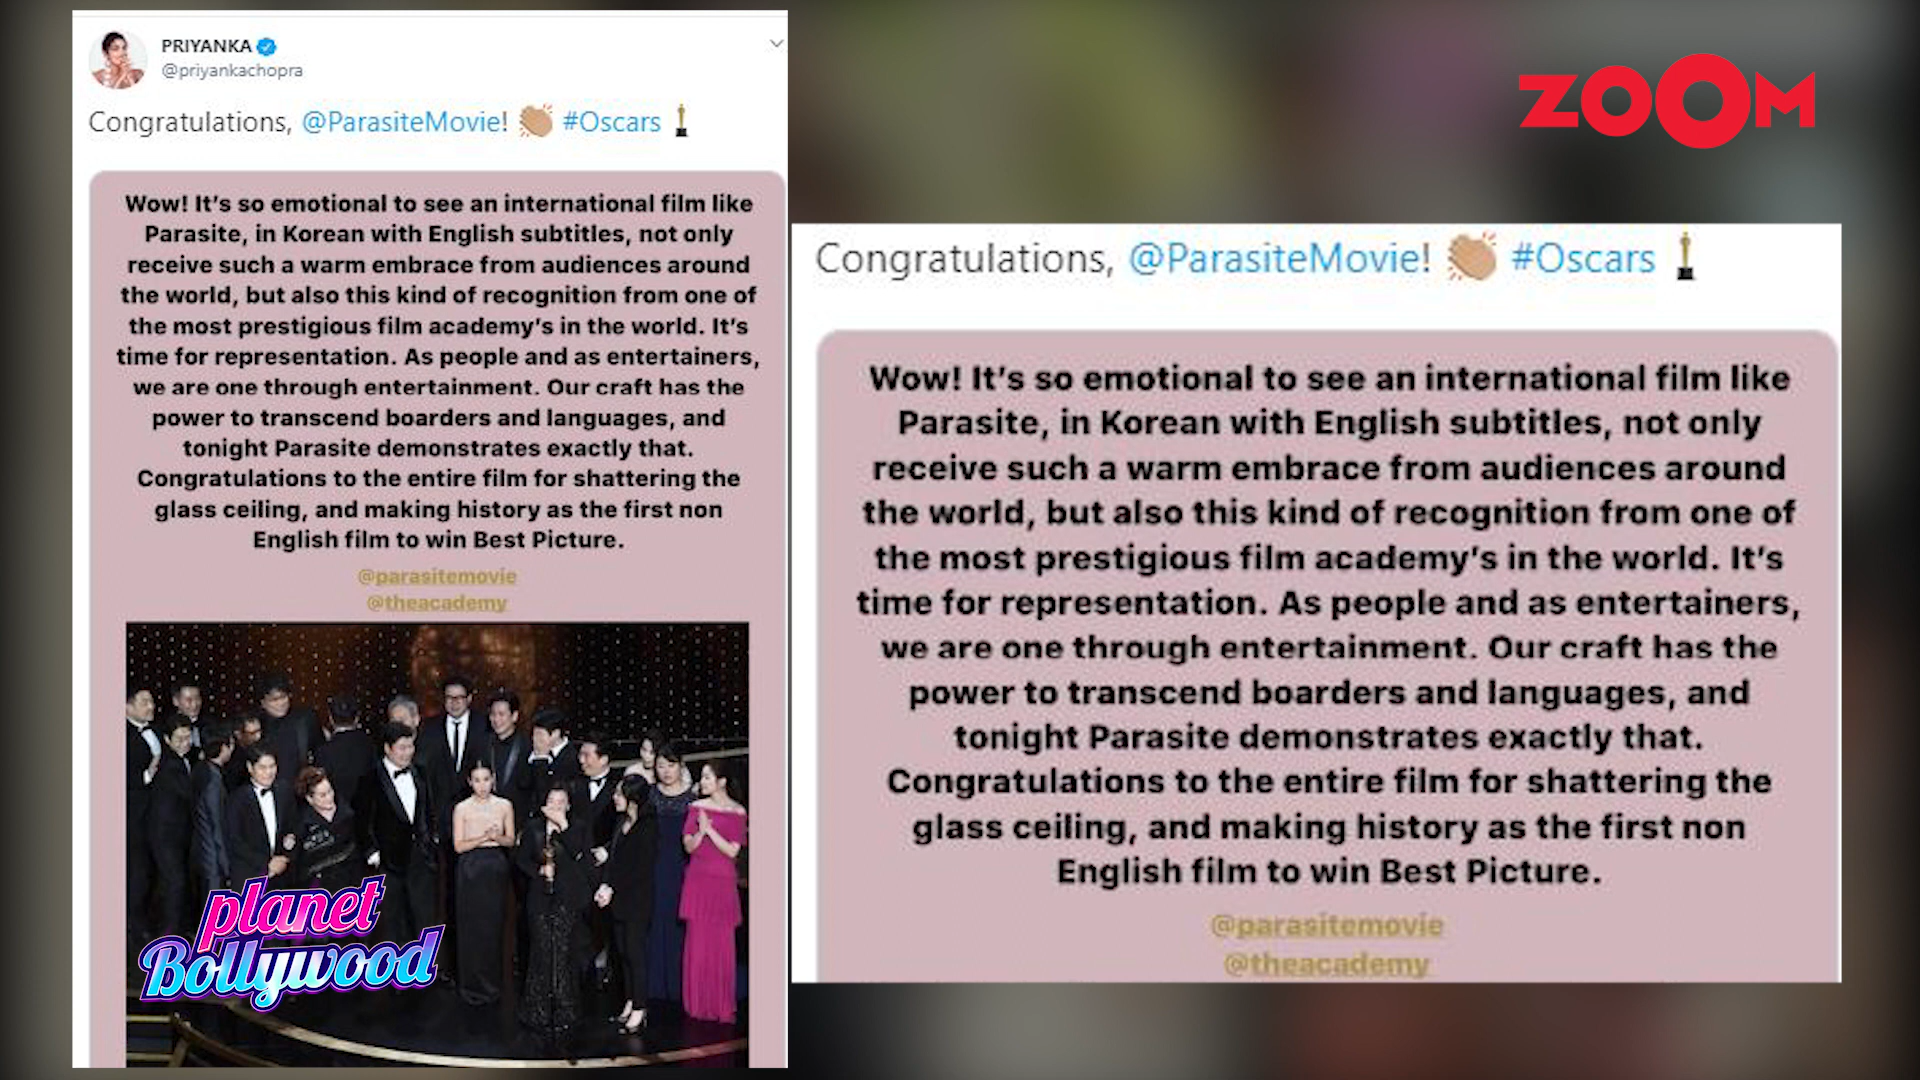 PRIYANKA
@priyankachopra
Congratulations, @ParasiteMovie! 👏🏽 #Oscars
Wow! It's so emotional to see an international film like
Parasite, in Korean with English subtitles, not only
receive such a warm embrace from audiences around
the world, but also this kind of recognition from one of
the most prestigious film academy's in the world. It's
time for representation. As people and as entertainers,
we are one through entertainment. Our craft has the
power to transcend boarders and languages, and
tonight Parasite demonstrates exactly that.
Congratulations to the entire film for shattering the
glass ceiling, and making history as the first non
English film to win Best Picture.
@parasitemovie
@theacademy
planet
Bollywood
ZOOM
Congratulations, @ParasiteMovie! 👏🏽 #Oscars
Wow! It's so emotional to see an international film like
Parasite, in Korean with English subtitles, not only
receive such a warm embrace from audiences around
the world, but also this kind of recognition from one of
the most prestigious film academy's in the world. It's
time for representation. As people and as entertainers,
we are one through entertainment. Our craft has the
power to transcend boarders and languages, and
tonight Parasite demonstrates exactly that.
Congratulations to the entire film for shattering the
glass ceiling, and making history as the first non
English film to win Best Picture.
@parasitemovie
@theacademy